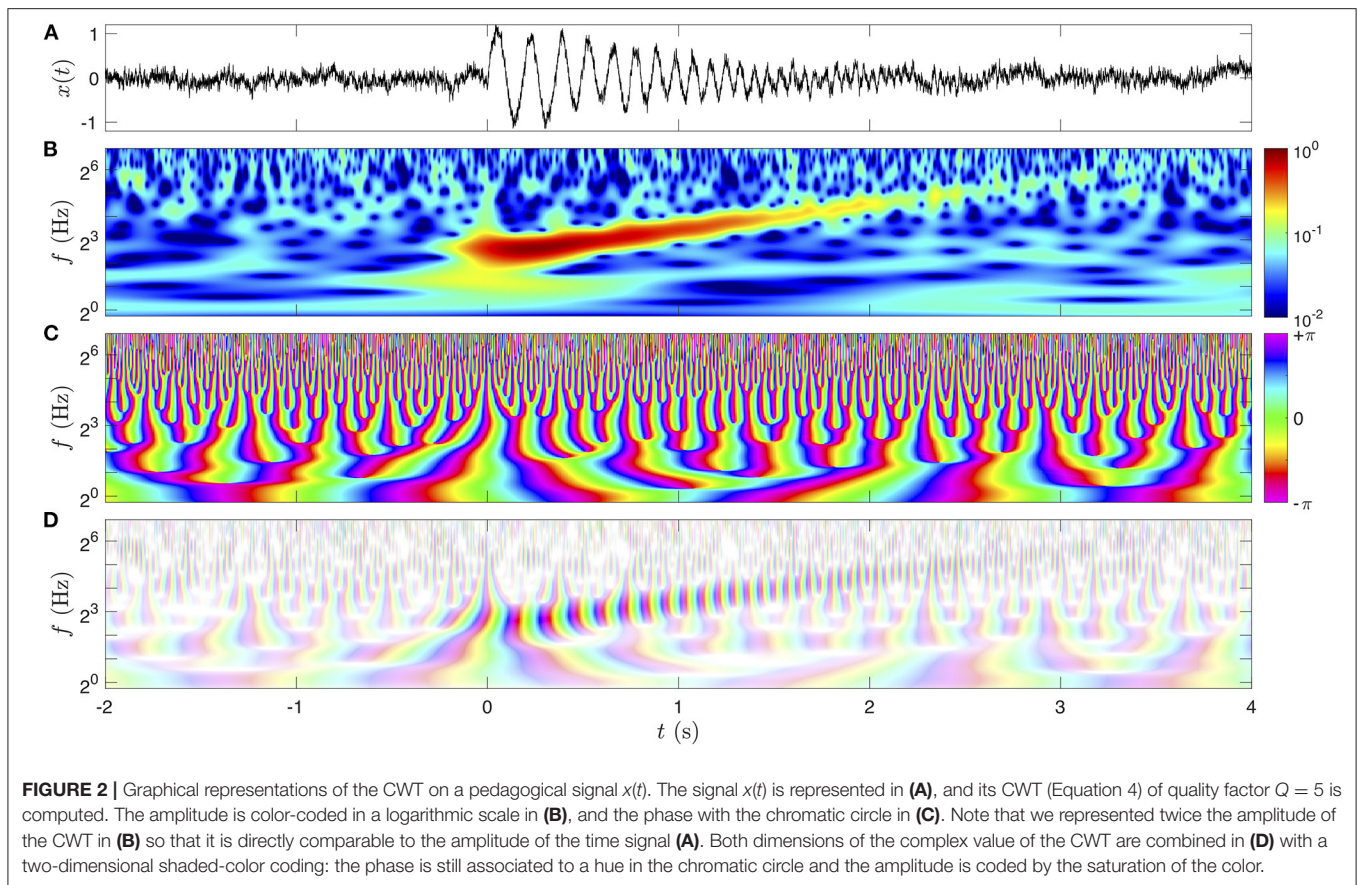 A
1
0
-1
x(t)
B
2^6
2^3
2^0
f (Hz)
10^0
10^-1
10^-2
C
2^6
2^3
2^0
f (Hz)
+π
0
-π
D
2^6
2^3
2^0
f (Hz)
-2 -1 0 1 2 3 4
t (s)
FIGURE 2 | Graphical representations of the CWT on a pedagogical signal x(t). The signal x(t) is represented in (A), and its CWT (Equation 4) of quality factor Q = 5 is
computed. The amplitude is color-coded in a logarithmic scale in (B), and the phase with the chromatic circle in (C). Note that we represented twice the amplitude of
the CWT in (B) so that it is directly comparable to the amplitude of the time signal (A). Both dimensions of the complex value of the CWT are combined in (D) with a
two-dimensional shaded-color coding: the phase is still associated to a hue in the chromatic circle and the amplitude is coded by the saturation of the color.